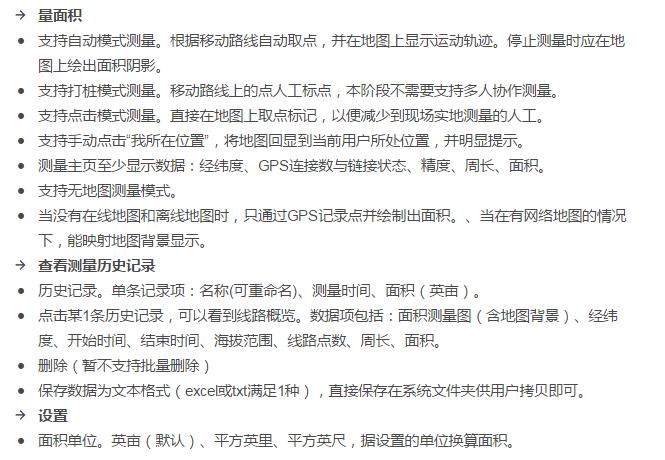 → 量面积
● 支持自动模式测量。根据移动路线自动取点，并在地图上显示运动轨迹。停止测量时应在地
图上绘出面积阴影。
● 支持打桩模式测量。移动路线上的点人工标点，本阶段不需要支持多人协作测量。
● 支持点击模式测量。直接在地图上取点标记，以便减少到现场实地测量的人工。
● 支持手动点击“我所在位置”，将地图回显到当前用户所处位置，并明显提示。
● 测量主页至少显示数据：经纬度、GPS连接数与链接状态、精度、周长、面积。
● 支持无地图测量模式。
● 当没有在线地图和离线地图时，只通过GPS记录点并绘制出面积。、当在有网络地图的情况
下，能映射地图背景显示。
→ 查看测量历史记录
● 历史记录。单条记录项：名称(可重命名)、测量时间、面积（英亩）。
● 点击某1条历史记录，可以看到线路概览。数据项包括：面积测量图（含地图背景）、经纬
度、开始时间、结束时间、海拔范围、线路点数、周长、面积。
● 删除（暂不支持批量删除）
● 保存数据为文本格式（excel或txt满足1种），直接保存在系统文件夹供用户拷贝即可。
→ 设置
● 面积单位。英亩（默认）、平方英里、平方英尺，据设置的单位换算面积。